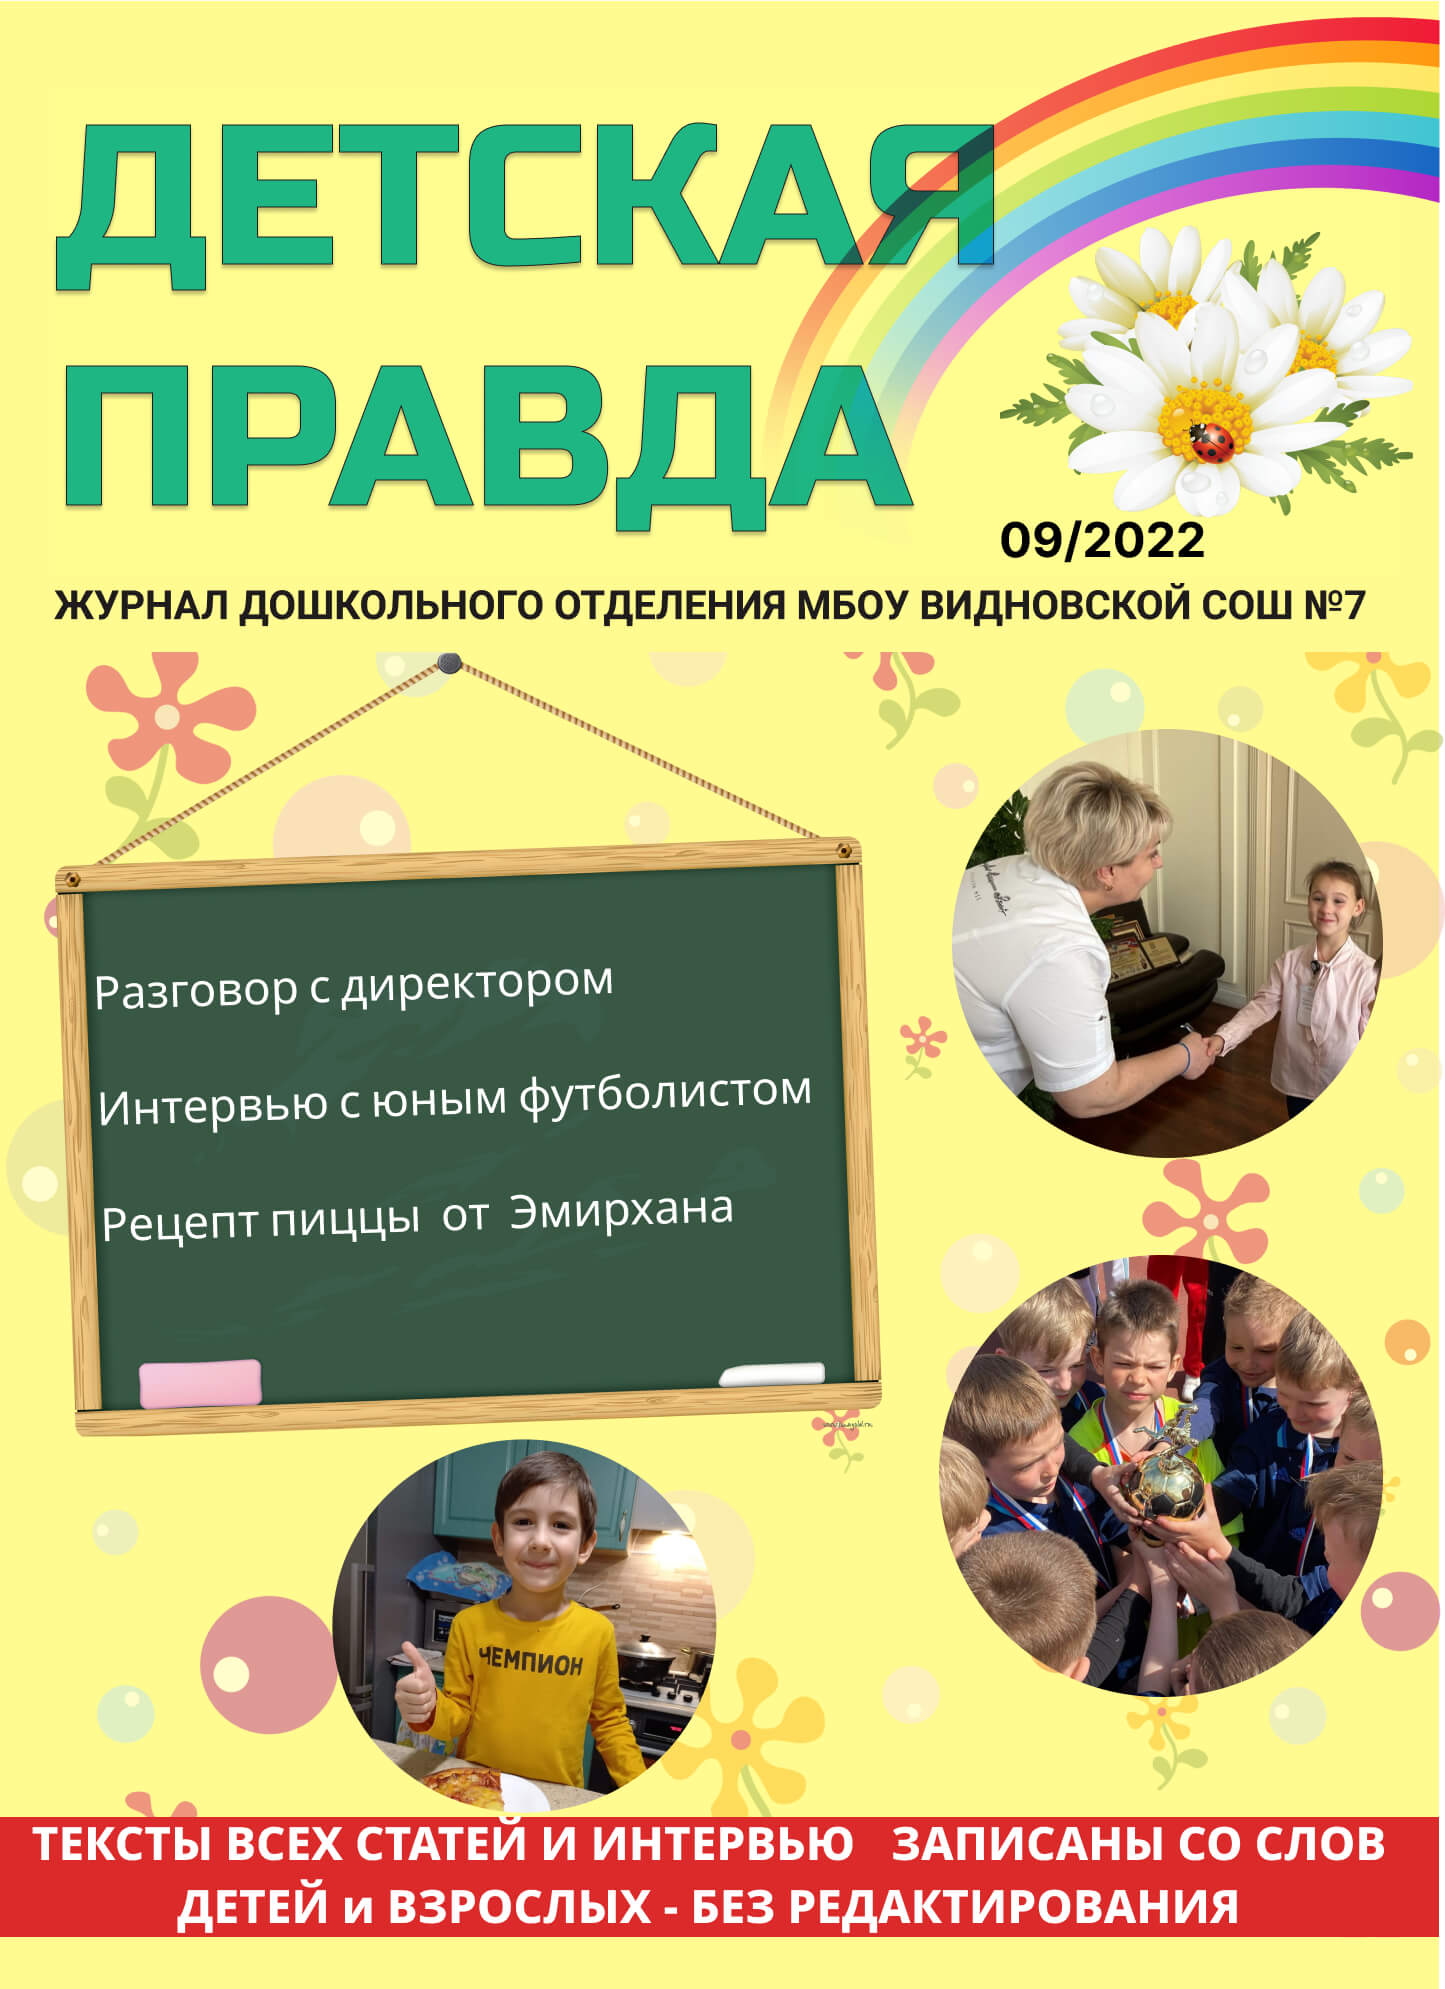 ДЕТСКАЯ
ПРАВДА
09/2022
ЖУРНАЛ ДОШКОЛЬНОГО ОТДЕЛЕНИЯ МБОУ ВИДНОВСКОЙ СОШ №7
Разговор с директором
Интервью с юным футболистом
Рецепт пиццы от Эмирхана
ЧЕМПИОН
ТЕКСТЫ ВСЕХ СТАТЕЙ И ИНТЕРВЬЮ ЗАПИСАНЫ СО СЛОВ
ДЕТЕЙ и ВЗРОСЛЫХ - БЕЗ РЕДАКТИРОВАНИЯ